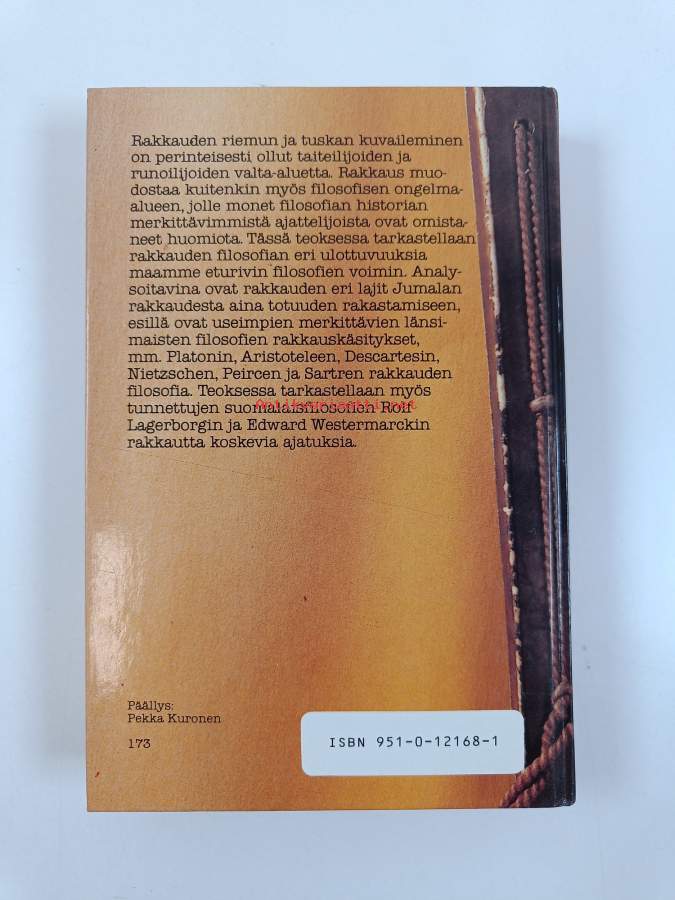 Rakkauden riemun ja tuskan kuvaileminen
on perinteisesti ollut taiteilijoiden ja
runoilijoiden valta-aluetta. Rakkaus muo-
dostaa kuitenkin myös filosofisen ongelma-
alueen, jolle monet filosofian historian
merkittävimmistä ajattelijoista ovat omista-
neet huomiota. Tässä teoksessa tarkastellaan
rakkauden filosofian eri ulottuvuuksia
maamme eturivin filosofien voimin. Analy-
soitavina ovat rakkauden eri lajit Jumalan
rakkaudesta aina totuuden rakastamiseen,
esillä ovat useimpien merkittävien länsi-
maisten filosofien rakkauskäsitykset,
mm. Platonin, Aristoteleen, Descartesin,
Nietzschen, Peircen ja Sartren rakkauden
filosofia. Teoksessa tarkastellaan myös
tunnettujen suomalaisfilosofien Rolf
Antikvariaatti.net
Lagerborgin ja Edward Westermarckin
rakkautta koskevia ajatuksia.
Päällys:
Pekka Kuronen
173
ISBN 951-0-12168-1